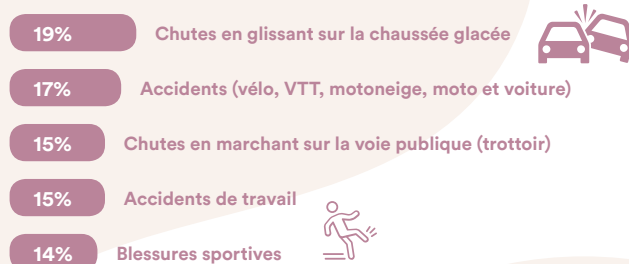 19% Chutes en glissant sur la chaussée glacée
17% Accidents (vélo, VTT, motoneige, moto et voiture)
15% Chutes en marchant sur la voie publique (trottoir)
15% Accidents de travail
14% Blessures sportives